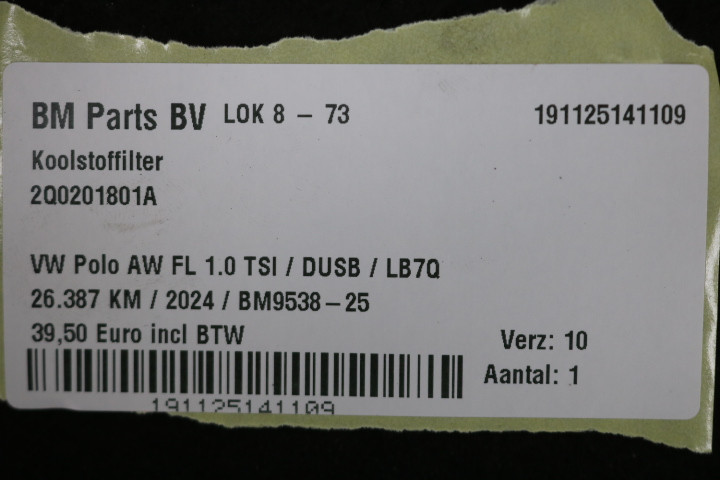 BM Parts BV LOK 8 - 73 191125141109
Koolstoffilter
2Q0201801A
VW Polo AW FL 1.0 TSI / DUSB / LB7Q
26.387 KM / 2024 / BM9538-25
39,50 Euro incl BTW
Verz: 10
Aantal: 1
191125141109